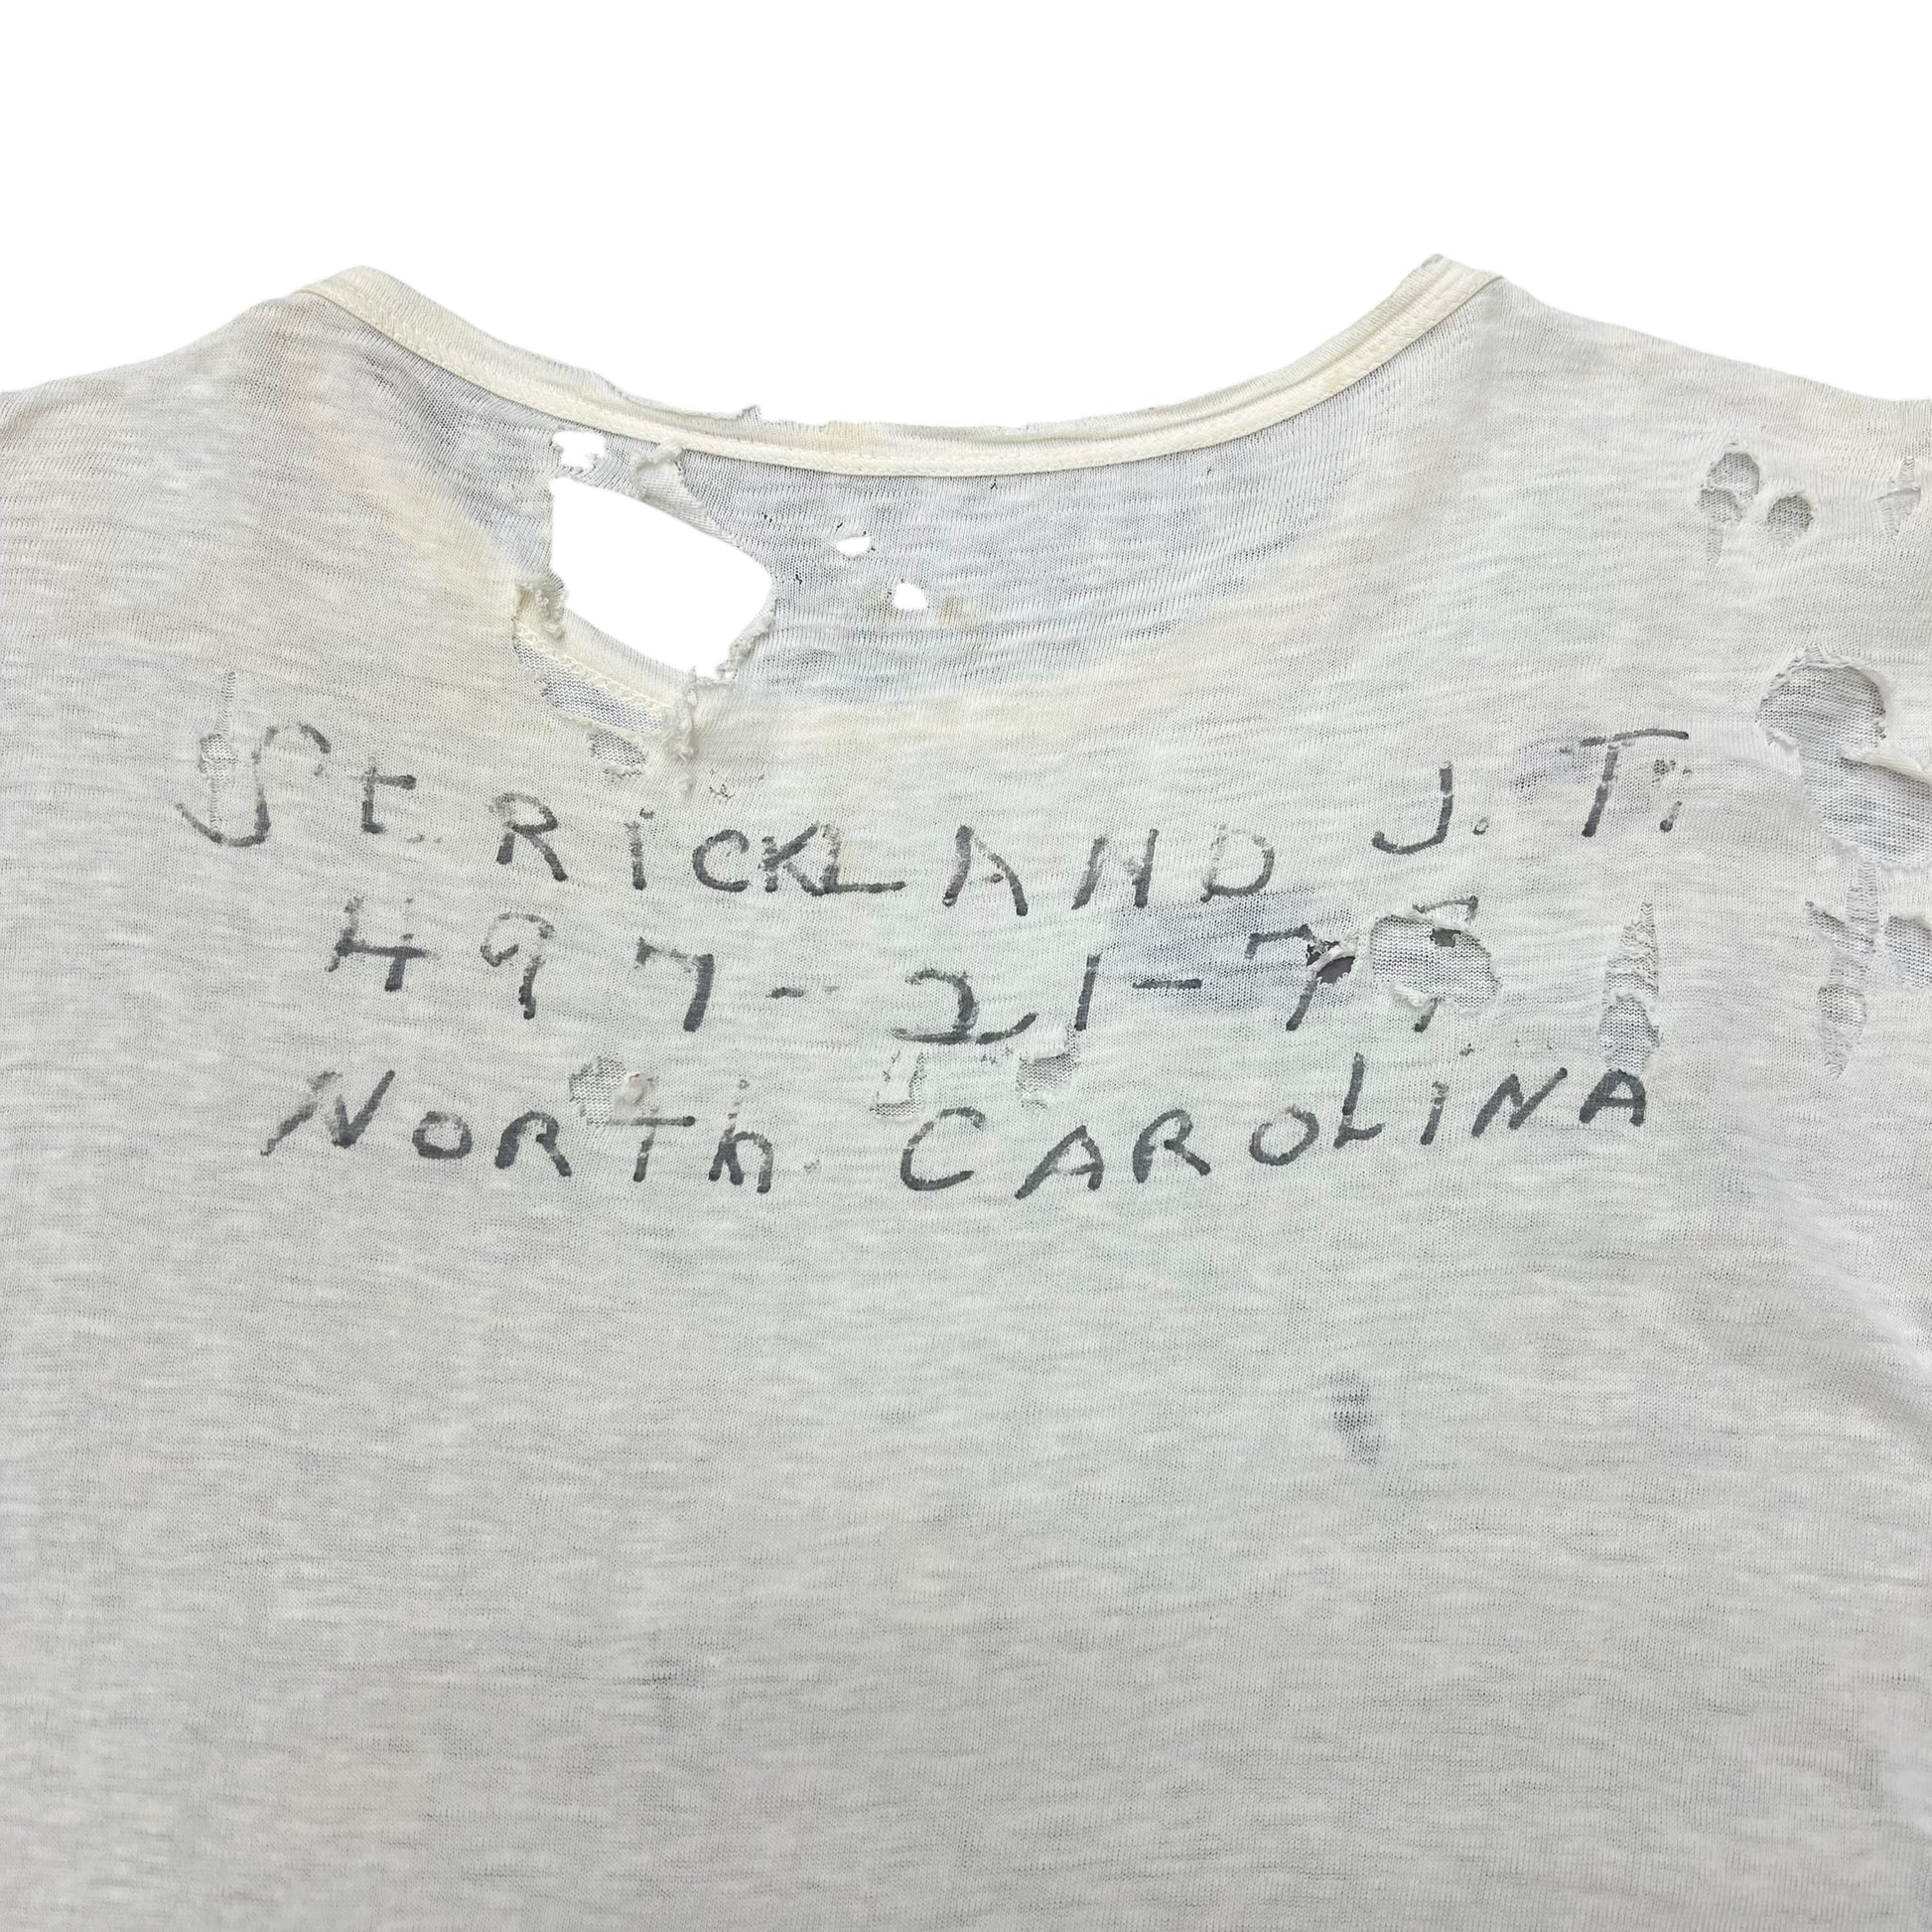 StRiCKLAND J. T.
497-21-79
NORTh CAROLiNA